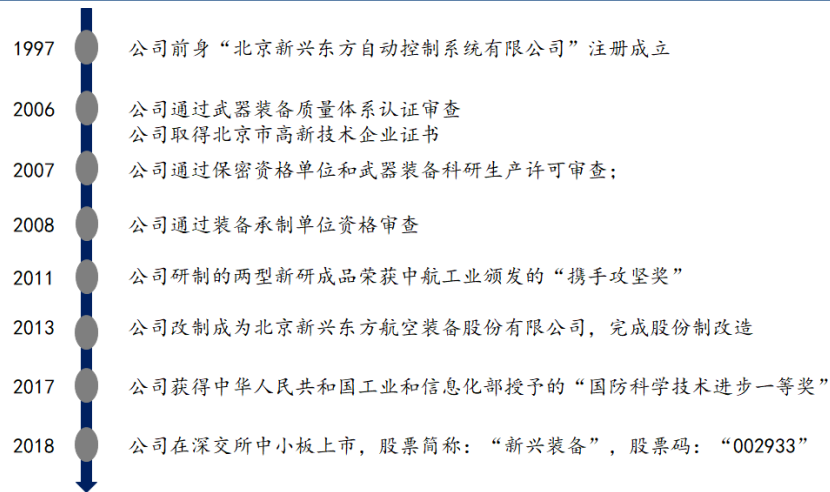 1997 公司前身“北京新兴东方自动控制系统有限公司”注册成立
2006 公司通过武器装备质量体系认证审查
公司取得北京市高新技术企业证书
2007 公司通过保密资格单位和武器装备科研生产许可审查;
2008 公司通过装备承制单位资格审查
2011 公司研制的两型新研成品荣获中航工业颁发的“携手攻坚奖”
2013 公司改制成为北京新兴东方航空装备股份有限公司，完成股份制改造
2017 公司获得中华人民共和国工业和信息化部授予的“国防科学技术进步一等奖”
2018 公司在深交所中小板上市，股票简称：“新兴装备”，股票码：“002933”